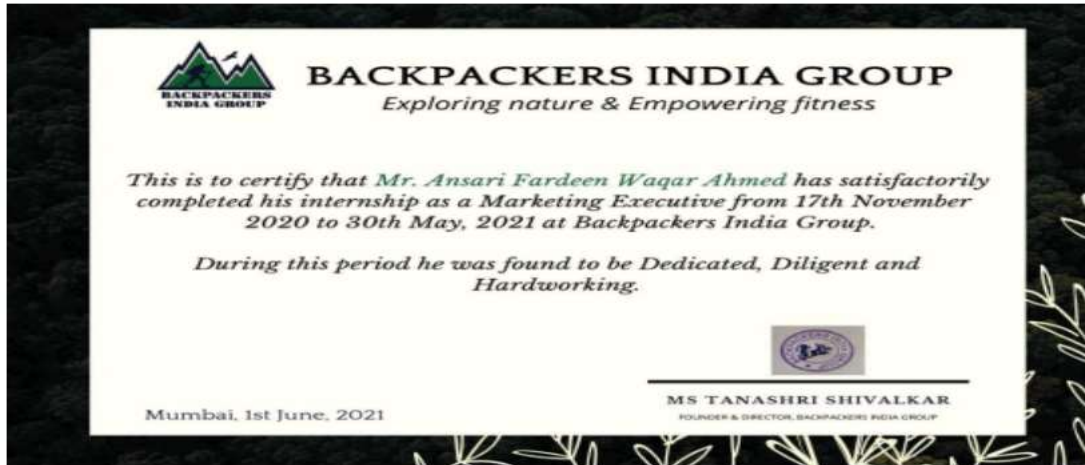 BACKPACKERS
INDIA GROUP
BACKPACKERS INDIA GROUP
Exploring nature & Empowering fitness
This is to certify that Mr. Ansari Fardeen Waqar Ahmed has satisfactorily
completed his internship as a Marketing Executive from 17th November
2020 to 30th May, 2021 at Backpackers India Group.
During this period he was found to be Dedicated, Diligent and
Hardworking.
MS TANASHRI SHIVALKAR
FOUNDER & DIRECTOR, BACKPACKERS INDIA GROUP
Mumbai, 1st June, 2021